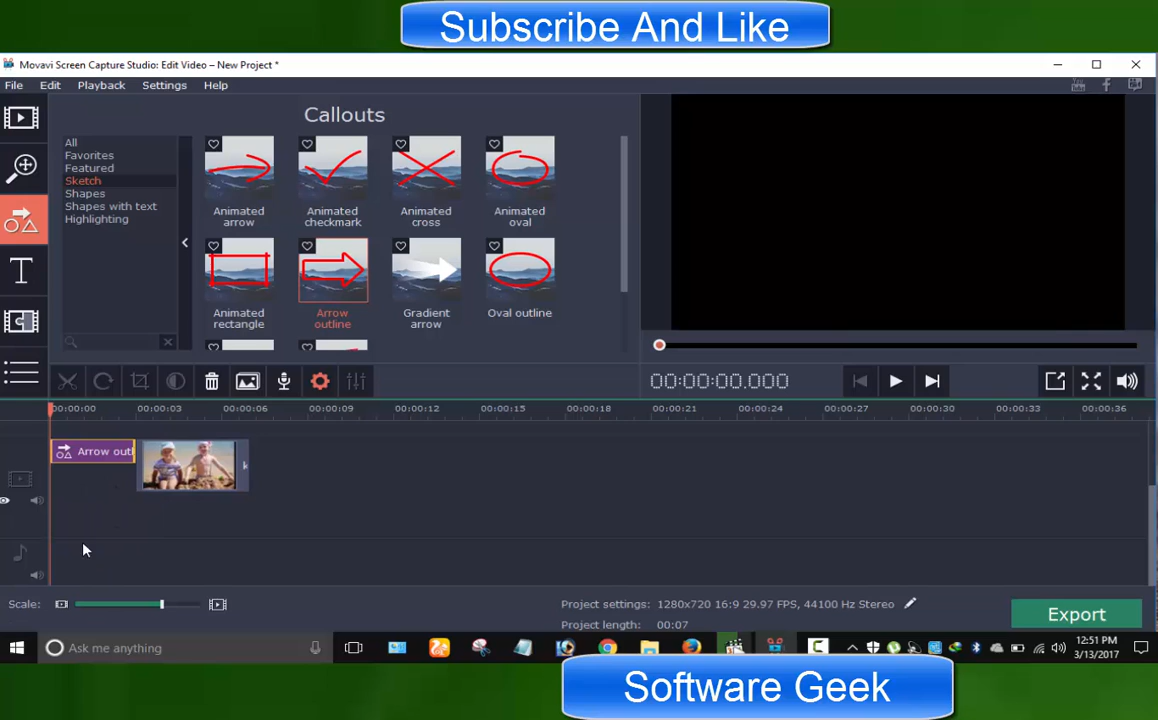 Subscribe And Like
Movavi Screen Capture Studio: Edit Video – New Project *
File Edit Playback Settings Help
Callouts
All
Favorites
Featured
Sketch
Shapes
Shapes with text
Highlighting
Animated arrow
Animated checkmark
Animated cross
Animated oval
Animated rectangle
Arrow outline
Gradient arrow
Oval outline
00:00:00.000
00:00:00 00:00:03 00:00:06 00:00:09 00:00:12 00:00:15 00:00:18 00:00:21 00:00:24 00:00:27 00:00:30 00:00:33 00:00:36
Arrow outl
k
Scale:
Project settings: 1280x720 16:9 29.97 FPS, 44100 Hz Stereo
Project length: 00:07
Export
Ask me anything
12:51 PM
3/13/2017
Software Geek